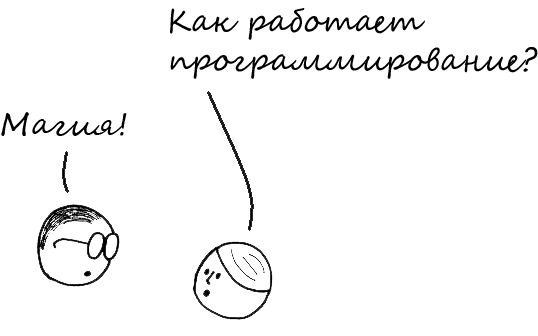 Как работает
программирование?
Магия!